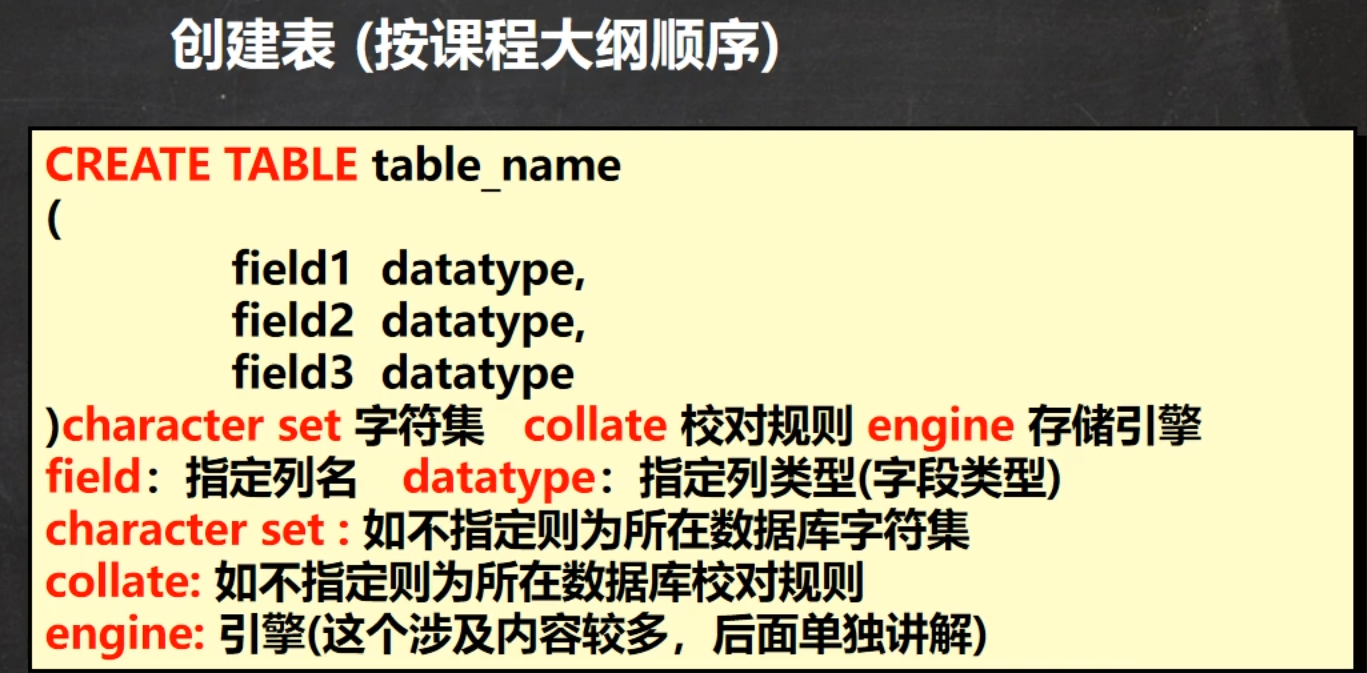 创建表 (按课程大纲顺序)
CREATE TABLE table_name
(
field1 datatype,
field2 datatype,
field3 datatype
)character set 字符集 collate 校对规则 engine 存储引擎
field：指定列名 datatype：指定列类型(字段类型)
character set : 如不指定则为所在数据库字符集
collate: 如不指定则为所在数据库校对规则
engine: 引擎(这个涉及内容较多，后面单独讲解)